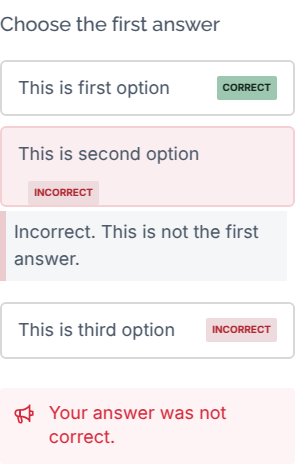 Choose the first answer
This is first option CORRECT
This is second option
INCORRECT
Incorrect. This is not the first
answer.
This is third option INCORRECT
Your answer was not
correct.